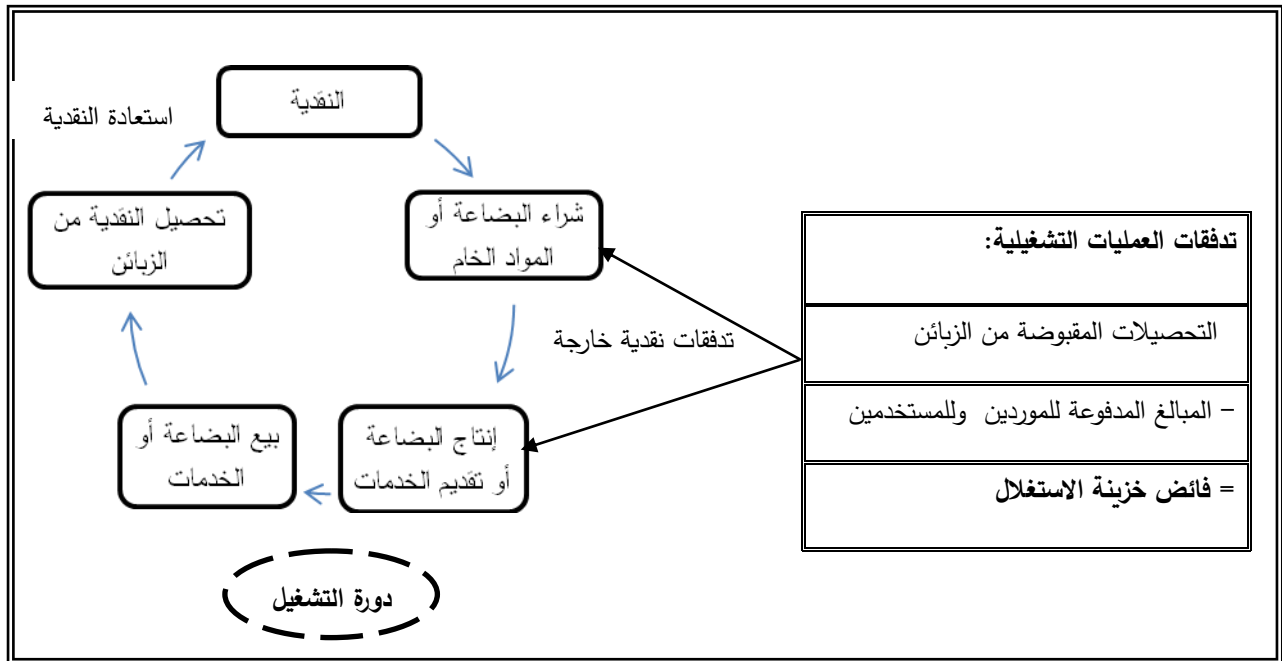 النقدية
استعادة النقدية
شراء البضاعة أو
المواد الخام
تحصيل النقدية من
الزبائن
تدفقات العمليات التشغيلية:
التحصيلات المقبوضة من الزبائن
– المبالغ المدفوعة للموردين وللمستخدمين
= فائض خزينة الاستغلال
تدفقات نقدية خارجة
إنتاج البضاعة
أو تقديم الخدمات
بيع البضاعة أو
الخدمات
دورة التشغيل